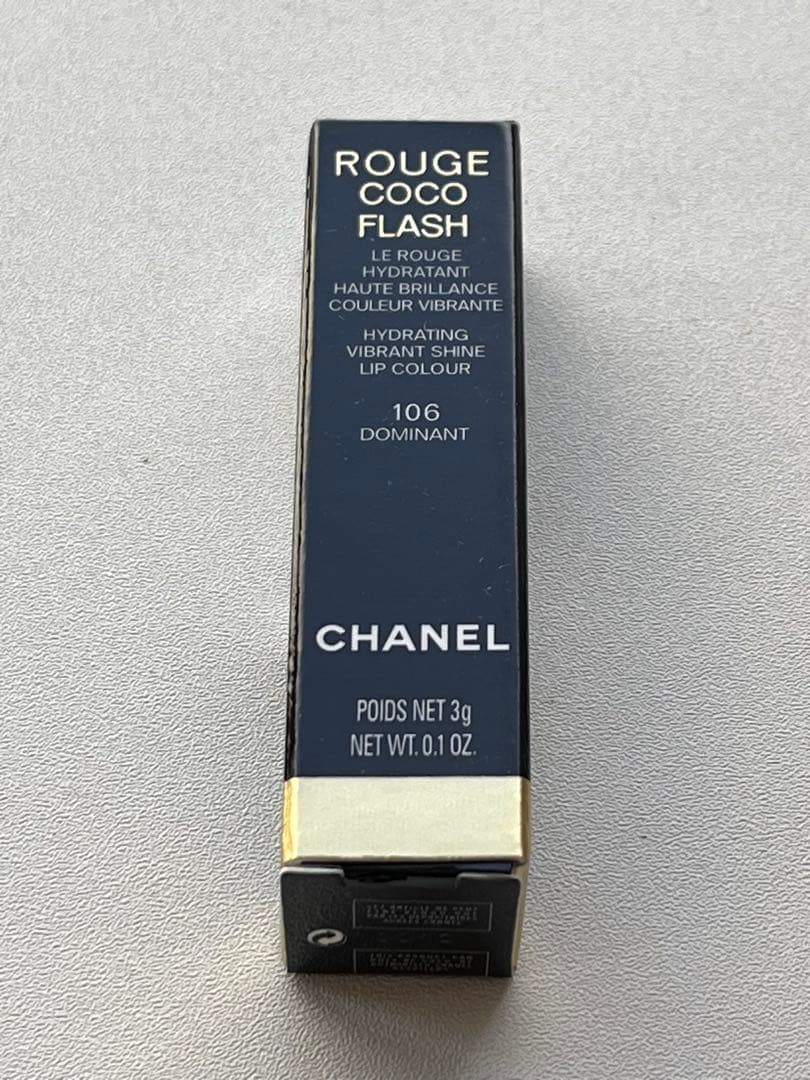 ROUGE
COCO
FLASH
LE ROUGE
HYDRATANT
HAUTE BRILLANCE
COULEUR VIBRANTE
HYDRATING
VIBRANT SHINE
LIP COLOUR
106
DOMINANT
CHANEL
POIDS NET 3g
NET WT. 0.1 OZ.